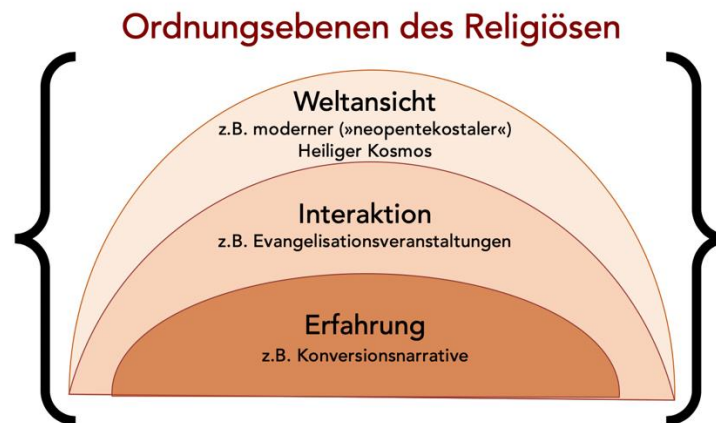 Ordnungsebenen des Religiösen
Weltansicht
z.B. moderner (»neopentekostaler«)
Heiliger Kosmos
Interaktion
z.B. Evangelisationsveranstaltungen
Erfahrung
z.B. Konversionsnarrative